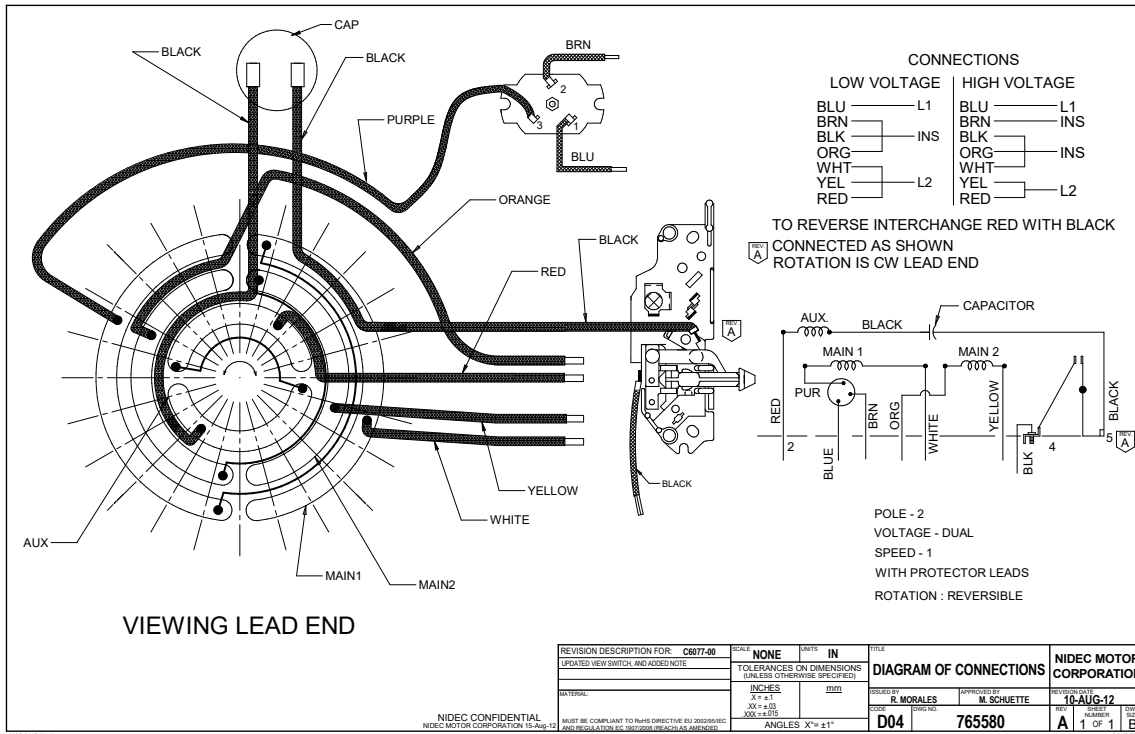 CAP
BLACK
BLACK
BRN
PURPLE
2
3
1
BLU
ORANGE
BLACK
RED
REV.
A
BLACK
YELLOW
WHITE
AUX
MAIN1
MAIN2
VIEWING LEAD END
CONNECTIONS
LOW VOLTAGE HIGH VOLTAGE
BLU L1 BLU L1
BRN BRN INS
BLK INS BLK
ORG ORG INS
WHT WHT
YEL L2 YEL L2
RED RED
TO REVERSE INTERCHANGE RED WITH BLACK
REV. A CONNECTED AS SHOWN
ROTATION IS CW LEAD END
CAPACITOR
AUX.
BLACK
MAIN 1
MAIN 2
PUR
RED
BLUE
BRN
ORG
WHITE
YELLOW
BLK
BLACK
2
4
5
REV.
A
POLE - 2
VOLTAGE - DUAL
SPEED - 1
WITH PROTECTOR LEADS
ROTATION : REVERSIBLE
NIDEC CONFIDENTIAL
NIDEC MOTOR CORPORATION 15-Aug-12
REVISION DESCRIPTION FOR: C6077-00
UPDATED VIEW SWITCH, AND ADDED NOTE
MATERIAL:
MUST BE COMPLIANT TO RoHS DIRECTIVE EU 2002/95/EC
AND REGULATION EC 1907/2006 (REACH) AS AMENDED
SCALE NONE UNITS IN
TOLERANCES ON DIMENSIONS
(UNLESS OTHERWISE SPECIFIED)
INCHES mm
.X = ±.1
.XX = ±.03
.XXX = ±.015
ANGLES X°= ±1°
TITLE
DIAGRAM OF CONNECTIONS
NIDEC MOTOR
CORPORATION
ISSUED BY
R. MORALES
APPROVED BY
M. SCHUETTE
REVISION DATE
10-AUG-12
CODE
D04
DWG NO.
765580
REV
A
SHEET
NUMBER
1 OF 1
B